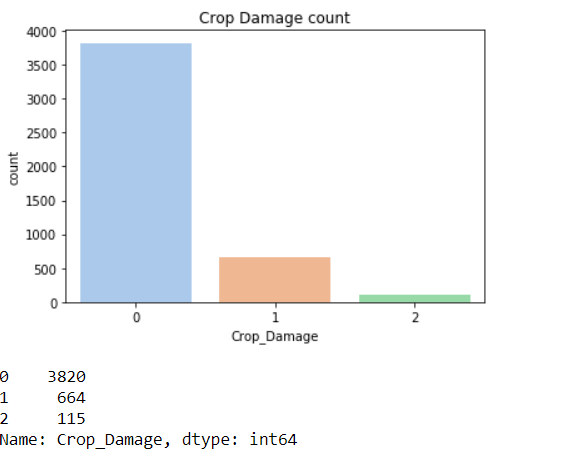 Crop Damage count
4000
3500
3000
2500
2000
1500
1000
500
0
count
0 1 2
Crop_Damage
0 3820
1 664
2 115
Name: Crop_Damage, dtype: int64